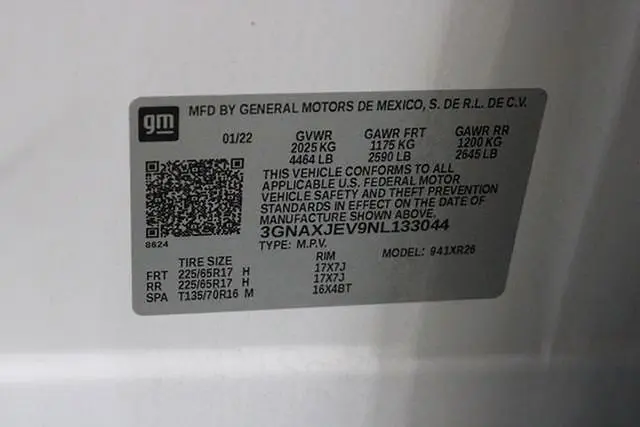 gm
MFD BY GENERAL MOTORS DE MEXICO, S. DE R.L. DE C.V.
01/22 GVWR GAWR FRT GAWR RR
2025 KG 1175 KG 1200 KG
4464 LB 2590 LB 2645 LB
THIS VEHICLE CONFORMS TO ALL
APPLICABLE U.S. FEDERAL MOTOR
VEHICLE SAFETY AND THEFT PREVENTION
STANDARDS IN EFFECT ON THE DATE OF
MANUFACTURE SHOWN ABOVE.
3GNAXJEV9NL133044
8624
TYPE: M.P.V. MODEL: 941XR26
TIRE SIZE RIM
FRT 225/65R17 H 17X7J
RR 225/65R17 H 17X7J
SPA T135/70R16 M 16X4BT